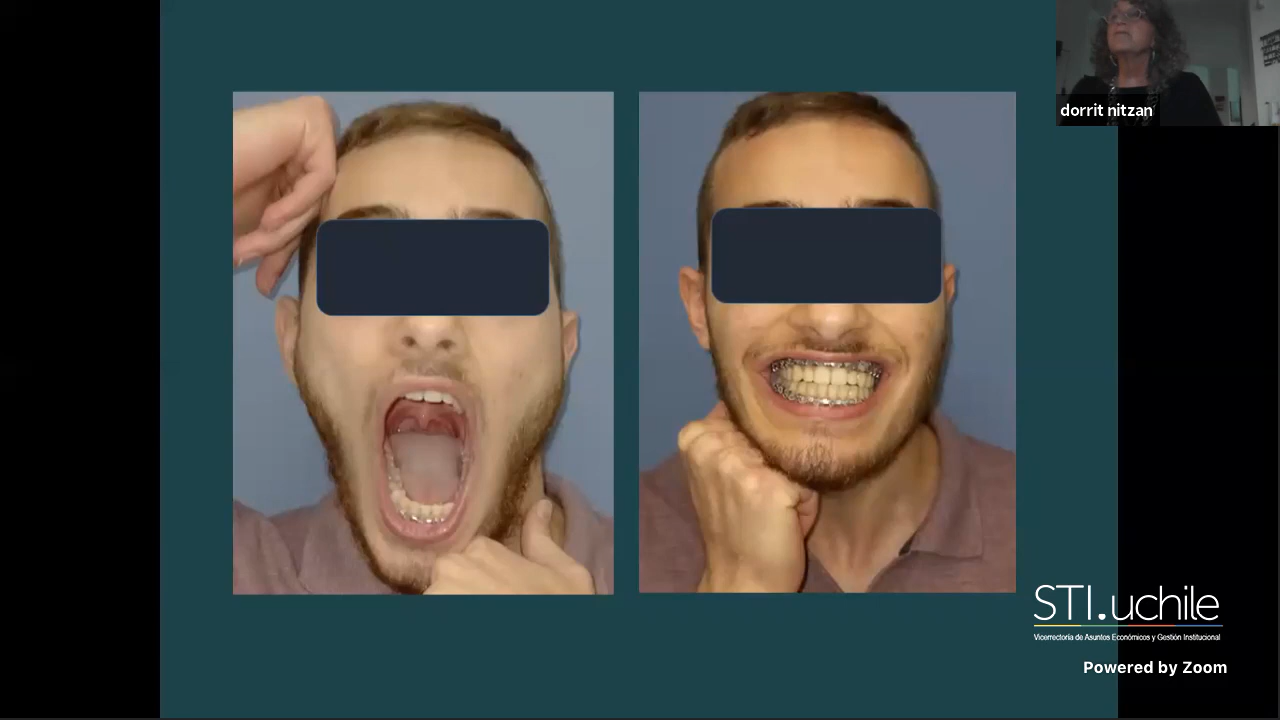 dorrit nitzan
STI.uchile
Vicerrectoría de Asuntos Económicos y Gestión Institucional
Powered by Zoom